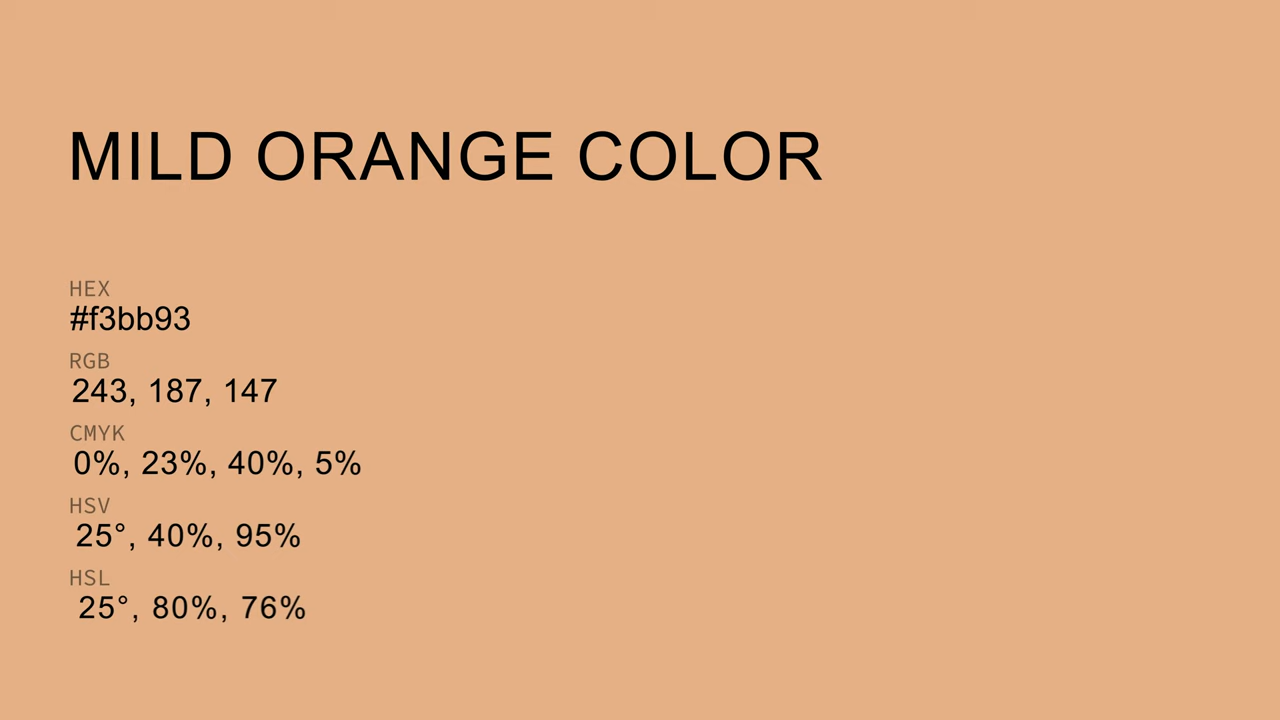 MILD ORANGE COLOR
HEX
#f3bb93
RGB
243, 187, 147
CMYK
0%, 23%, 40%, 5%
HSV
25°, 40%, 95%
HSL
25°, 80%, 76%